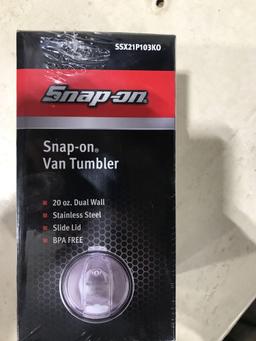 SSX21P103KO
Snap-on®
Snap-on®
Van Tumbler
20 oz. Dual Wall
Stainless Steel
Slide Lid
BPA FREE